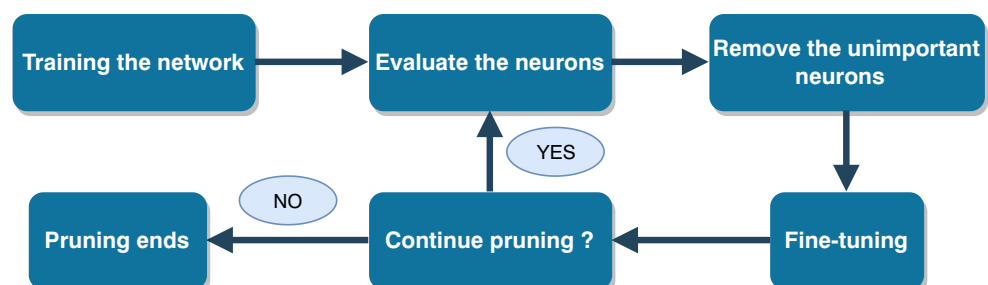 Training the network
Evaluate the neurons
Remove the unimportant
neurons
YES
NO
Pruning ends
Continue pruning ?
Fine-tuning